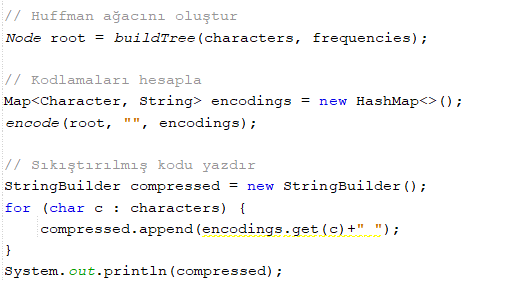 // Huffman ağacını oluştur
Node root = buildTree(characters, frequencies);
// Kodlamaları hesapla
Map<Character, String> encodings = new HashMap<>();
encode(root, "", encodings);
// Sıkıştırılmış kodu yazdır
StringBuilder compressed = new StringBuilder();
for (char c : characters) {
compressed.append(encodings.get(c)+" ");
}
System.out.println(compressed);